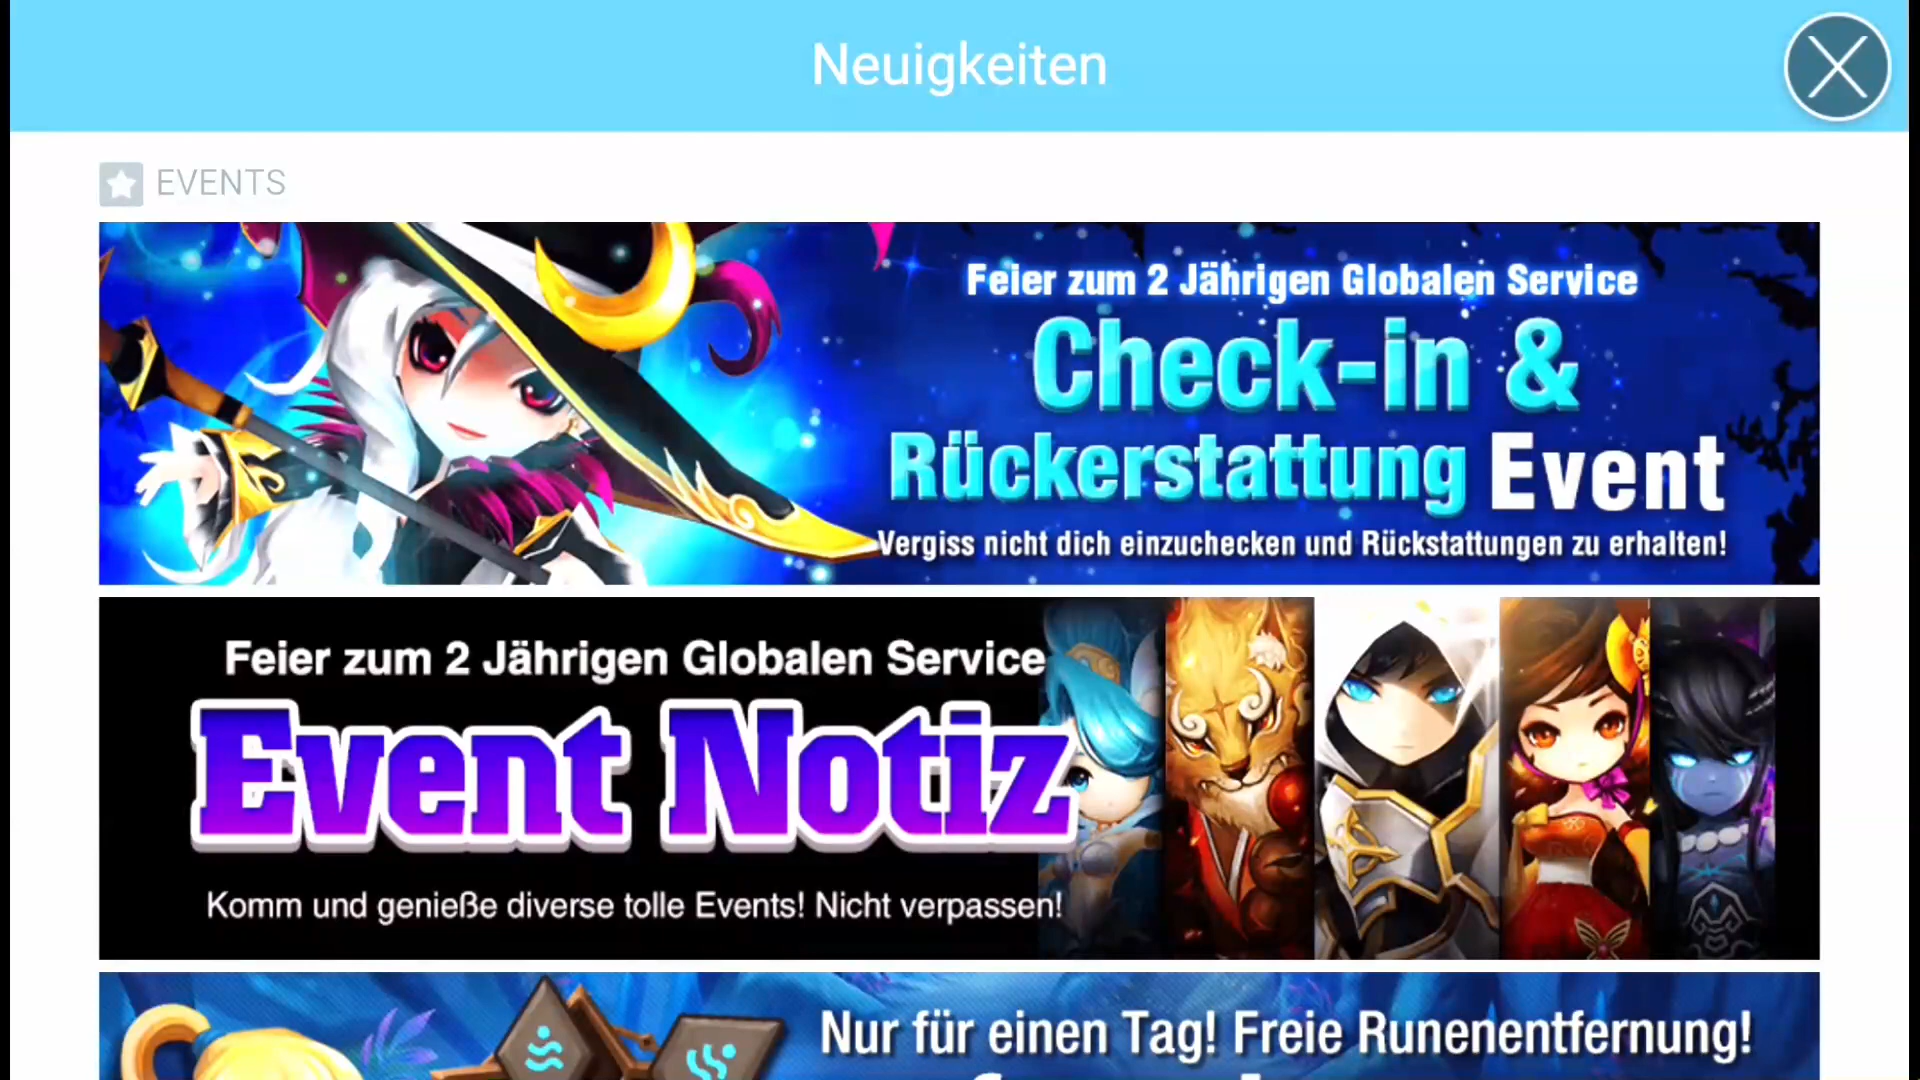 Neuigkeiten
EVENTS
Feier zum 2 Jährigen Globalen Service
Check-in &
Rückerstattung Event
Vergiss nicht dich einzuchecken und Rückstattungen zu erhalten!
Feier zum 2 Jährigen Globalen Service
Event Notiz
Komm und genieße diverse tolle Events! Nicht verpassen!
Nur für einen Tag! Freie Runenentfernung!